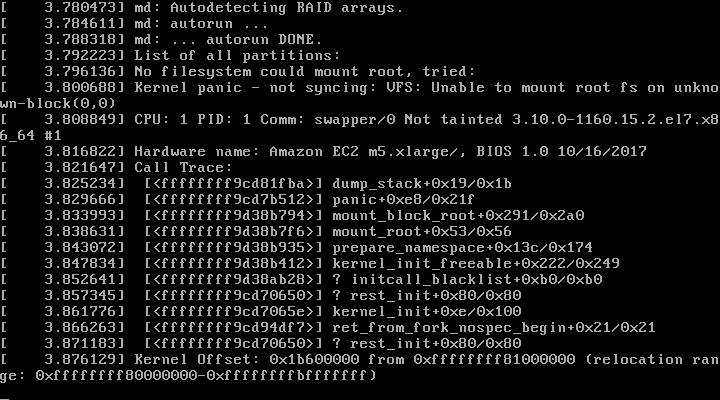 [    3.780473] md: Autodetecting RAID arrays.
[    3.784611] md: autorun ...
[    3.788318] md: ... autorun DONE.
[    3.792223] List of all partitions:
[    3.796136] No filesystem could mount root, tried:
[    3.800688] Kernel panic - not syncing: VFS: Unable to mount root fs on unkno
wn-block(0,0)
[    3.808849] CPU: 1 PID: 1 Comm: swapper/0 Not tainted 3.10.0-1160.15.2.el7.x8
6_64 #1
[    3.816822] Hardware name: Amazon EC2 m5.xlarge/, BIOS 1.0 10/16/2017
[    3.821647] Call Trace:
[    3.825234]  [<ffffffff9cd81fba>] dump_stack+0x19/0x1b
[    3.829666]  [<ffffffff9cd7b512>] panic+0xe8/0x21f
[    3.833993]  [<ffffffff9d38b794>] mount_block_root+0x291/0x2a0
[    3.838631]  [<ffffffff9d38b7f6>] mount_root+0x53/0x56
[    3.843072]  [<ffffffff9d38b935>] prepare_namespace+0x13c/0x174
[    3.847834]  [<ffffffff9d38b412>] kernel_init_freeable+0x222/0x249
[    3.852641]  [<ffffffff9d38ab28>] ? initcall_blacklist+0xb0/0xb0
[    3.857345]  [<ffffffff9cd70650>] ? rest_init+0x80/0x80
[    3.861776]  [<ffffffff9cd7065e>] kernel_init+0xe/0x100
[    3.866263]  [<ffffffff9cd94df7>] ret_from_fork_nospec_begin+0x21/0x21
[    3.871183]  [<ffffffff9cd70650>] ? rest_init+0x80/0x80
[    3.876129] Kernel Offset: 0x1b600000 from 0xffffffff81000000 (relocation ran
ge: 0xffffffff80000000-0xffffffffbfffffff)